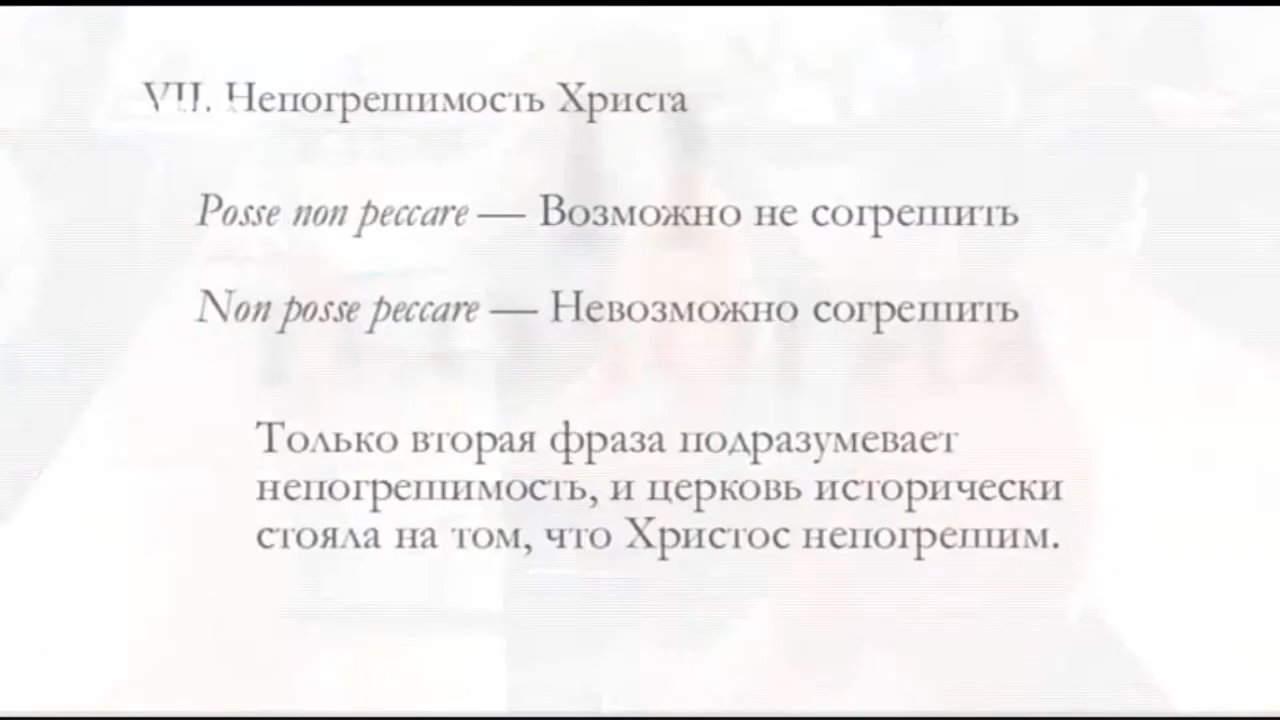 VII. Непогрешимость Христа
Posse non peccare — Возможно не согрешить
Non posse peccare — Невозможно согрешить
Только вторая фраза подразумевает
непогрешимость, и церковь исторически
стояла на том, что Христос непогрешим.